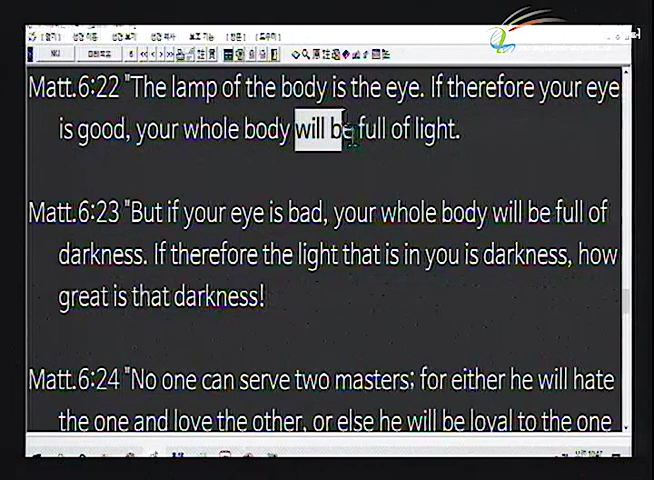 NKJ
6
Matt.6:22 "The lamp of the body is the eye. If therefore your eye
is good, your whole body will be full of light.
Matt.6:23 "But if your eye is bad, your whole body will be full of
darkness. If therefore the light that is in you is darkness, how
great is that darkness!
Matt.6:24 "No one can serve two masters; for either he will hate
the one and love the other, or else he will be loyal to the one